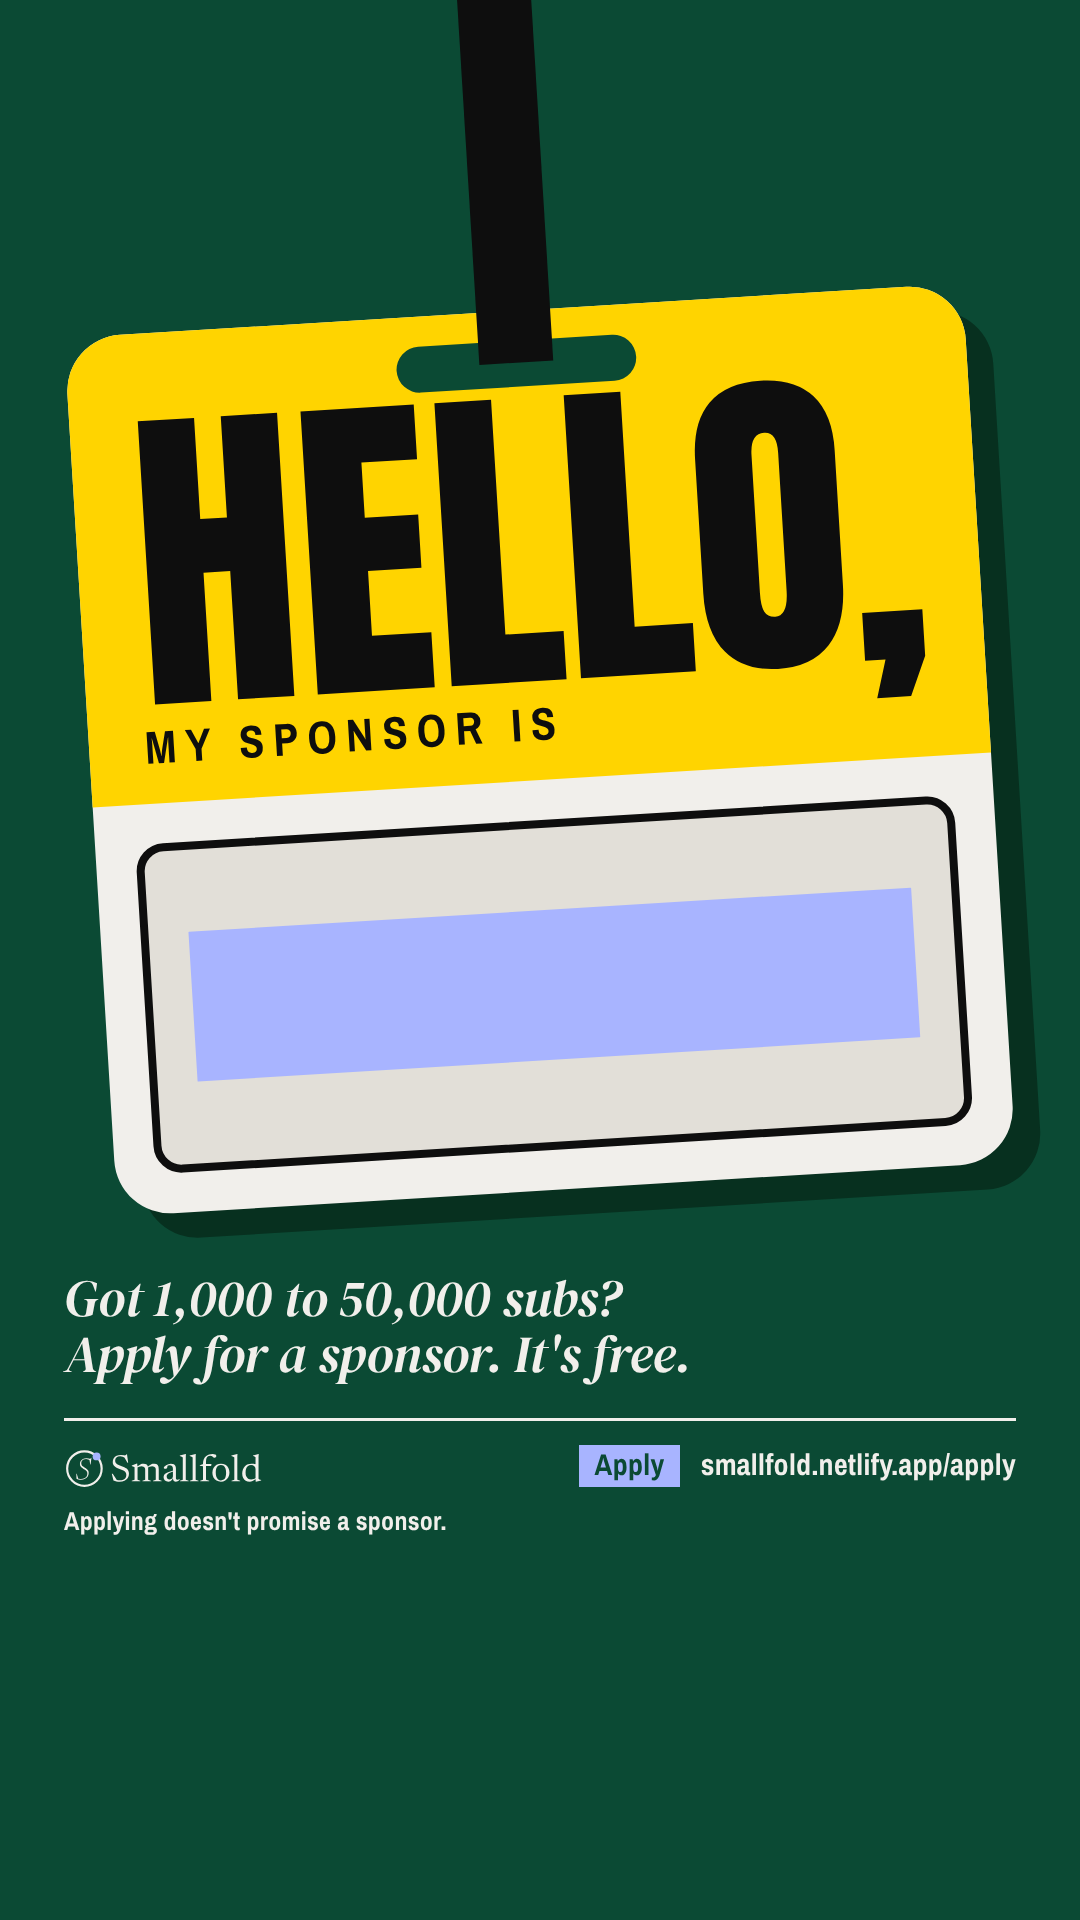 HELLO,
MY SPONSOR IS
Got 1,000 to 50,000 subs?
Apply for a sponsor. It's free.
S Smallfold
Apply smallfold.netlify.app/apply
Applying doesn't promise a sponsor.